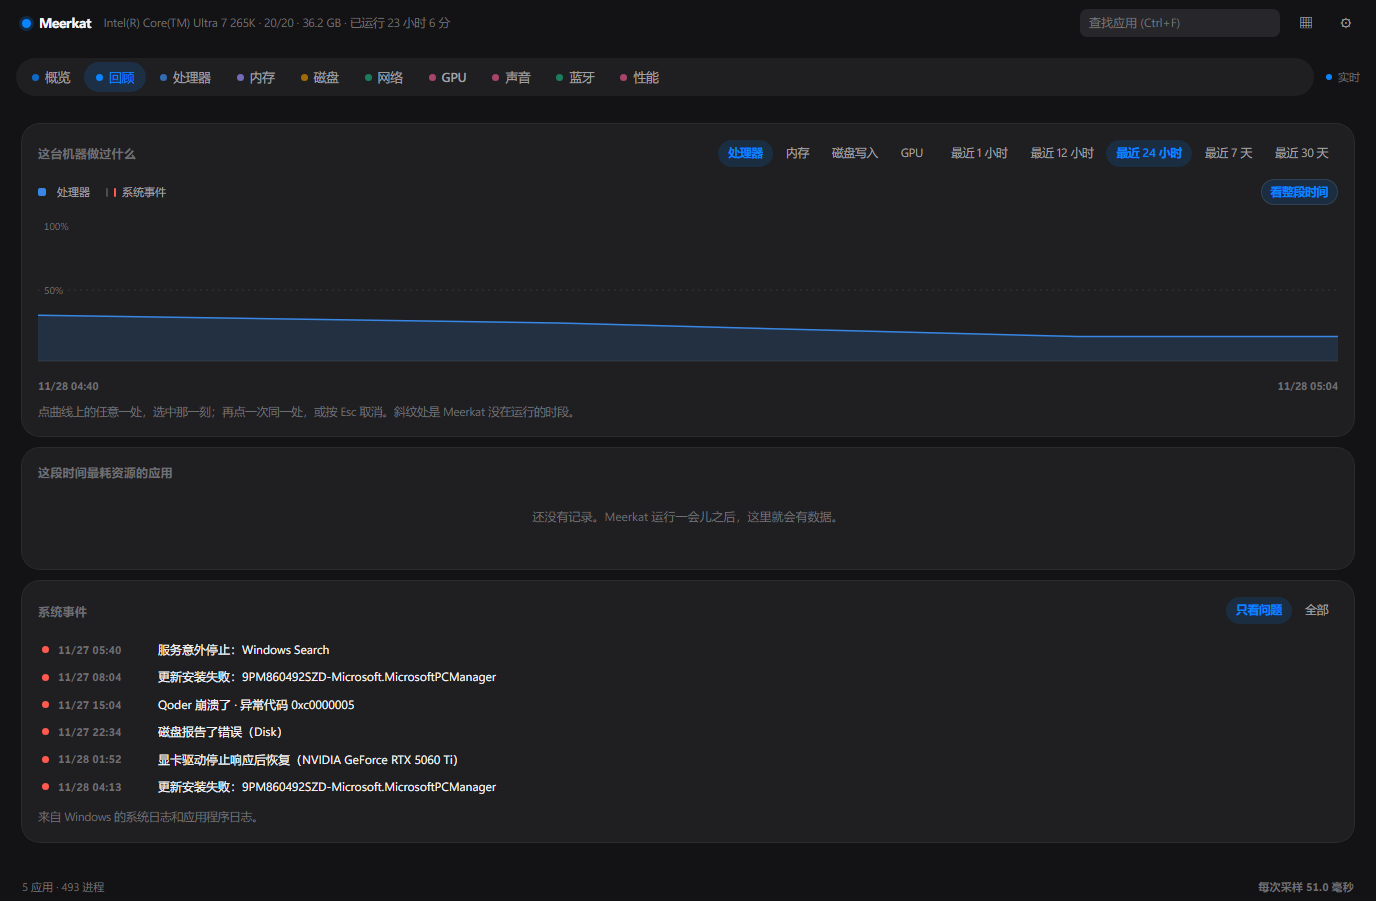 Meerkat Intel(R) Core(TM) Ultra 7 265K · 20/20 · 36.2 GB · 已运行 23 小时 6 分 查找应用 (Ctrl+F)
概览 回顾 处理器 内存 磁盘 网络 GPU 声音 蓝牙 性能 实时
这台机器做过什么 处理器 内存 磁盘写入 GPU 最近 1 小时 最近 12 小时 最近 24 小时 最近 7 天 最近 30 天
处理器 系统事件 看整段时间
100%
50%
11/28 04:40 11/28 05:04
点曲线上的任意一处，选中那一刻；再点一次同一处，或按 Esc 取消。斜纹处是 Meerkat 没在运行的时段。
这段时间最耗资源的应用
还没有记录。Meerkat 运行一会儿之后，这里就会有数据。
系统事件 只看问题 全部
11/27 05:40 服务意外停止：Windows Search
11/27 08:04 更新安装失败：9PM860492SZD-Microsoft.MicrosoftPCManager
11/27 15:04 Qoder 崩溃了 · 异常代码 0xc0000005
11/27 22:34 磁盘报告了错误（Disk）
11/28 01:52 显卡驱动停止响应后恢复（NVIDIA GeForce RTX 5060 Ti）
11/28 04:13 更新安装失败：9PM860492SZD-Microsoft.MicrosoftPCManager
来自 Windows 的系统日志和应用程序日志。
5 应用 · 493 进程 每次采样 51.0 毫秒